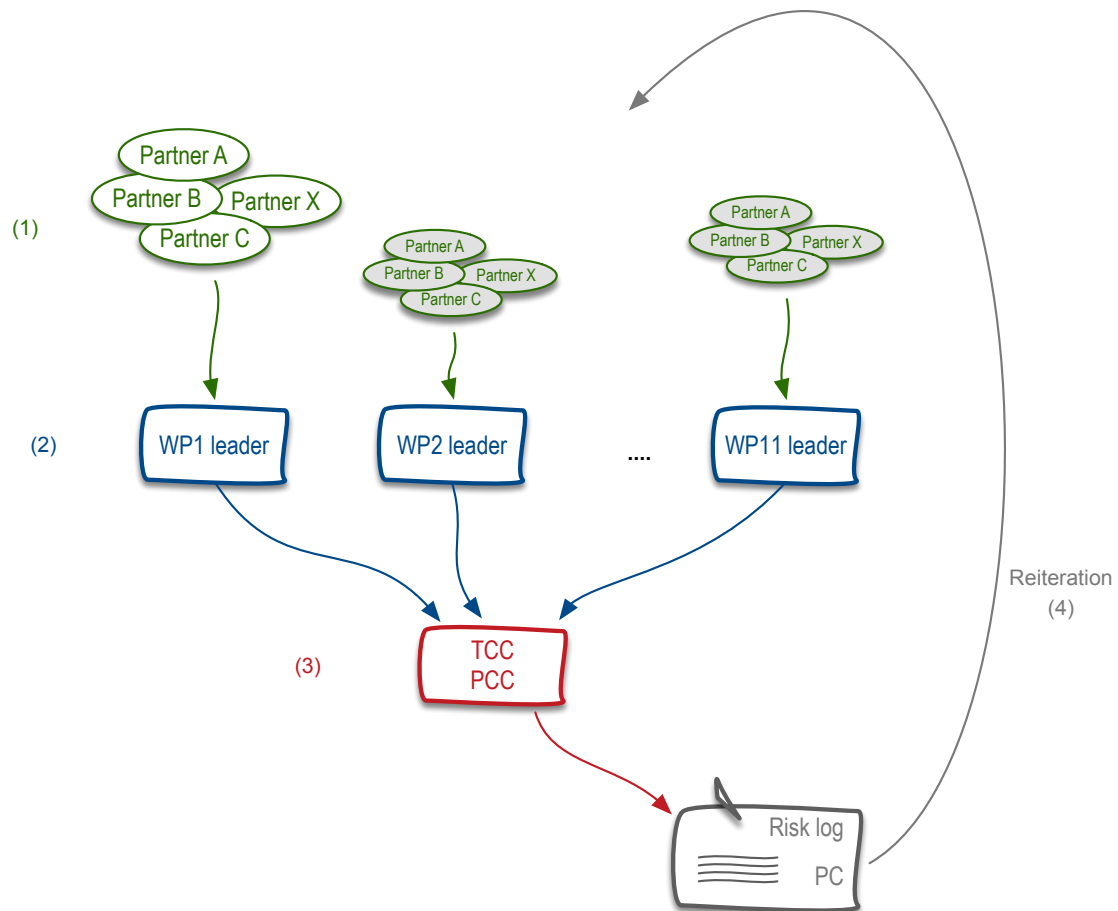 Partner A
Partner B
Partner X
Partner C
(1)
Partner A
Partner B
Partner X
Partner C
Partner A
Partner B
Partner X
Partner C
(2)
WP1 leader
WP2 leader
....
WP11 leader
Reiteration
(4)
(3)
TCC
PCC
Risk log
PC